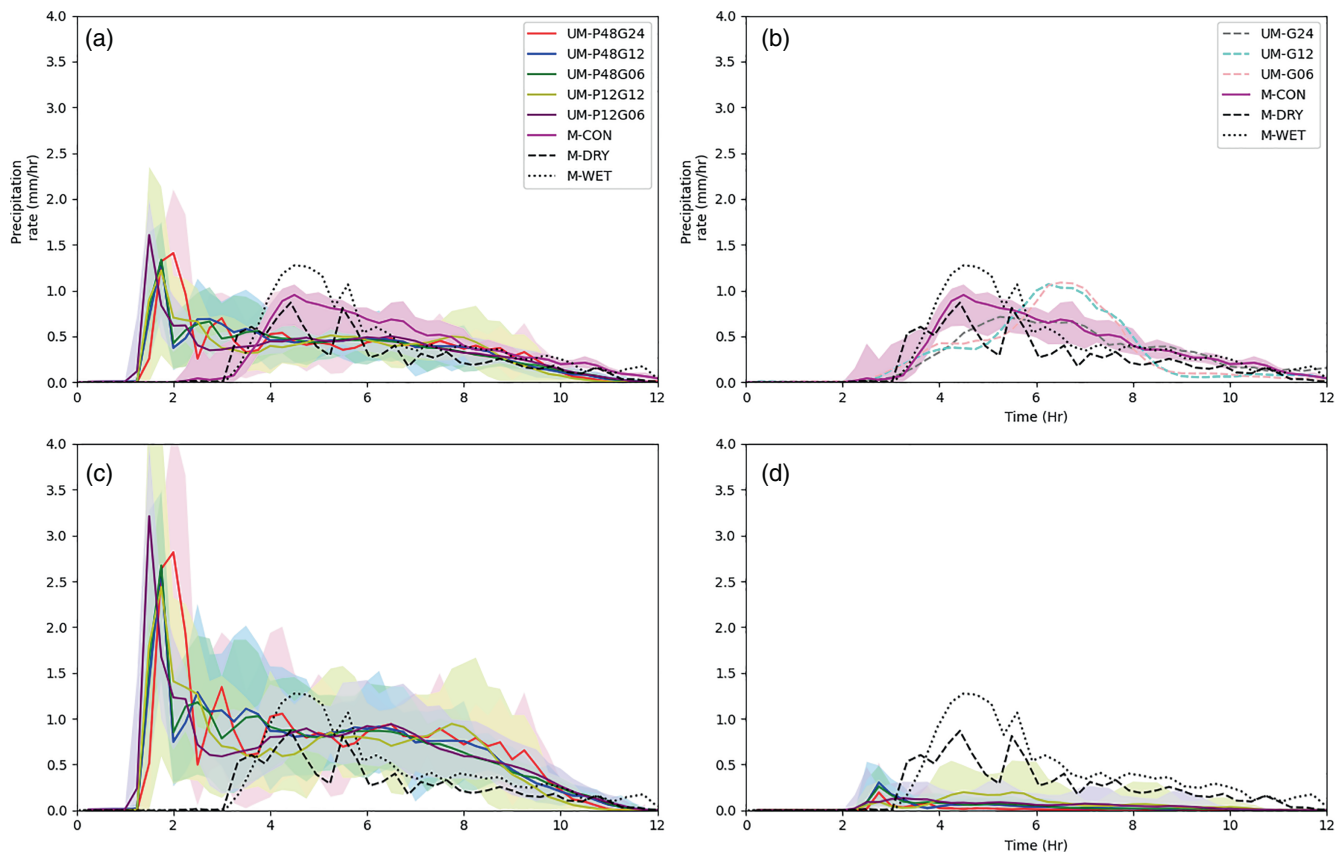 (a)
4.0
3.5
3.0
2.5
2.0
1.5
1.0
0.5
0.0
Precipitation
rate (mm/hr)
UM-P48G24
UM-P48G12
UM-P48G06
UM-P12G12
UM-P12G06
M-CON
M-DRY
M-WET
0 2 4 6 8 10 12
(b)
4.0
3.5
3.0
2.5
2.0
1.5
1.0
0.5
0.0
Precipitation
rate (mm/hr)
UM-G24
UM-G12
UM-G06
M-CON
M-DRY
M-WET
0 2 4 6 8 10 12
Time (Hr)
(c)
4.0
3.5
3.0
2.5
2.0
1.5
1.0
0.5
0.0
0 2 4 6 8 10 12
(d)
4.0
3.5
3.0
2.5
2.0
1.5
1.0
0.5
0.0
0 2 4 6 8 10 12
Time (Hr)